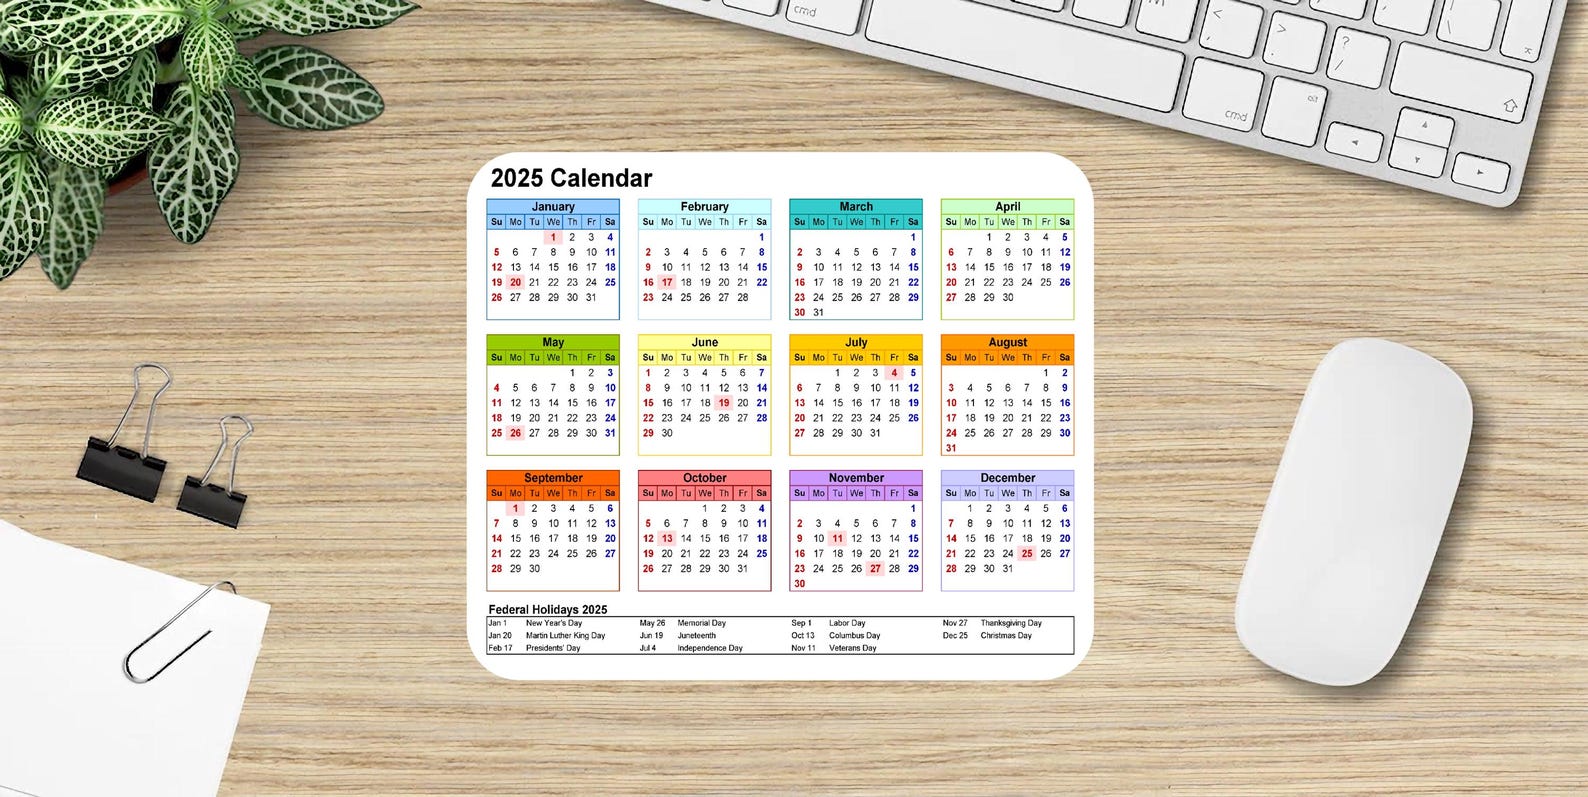 cmd
<
,
>
.
?
/
\
cmd
alt
2025 Calendar
January
Su Mo Tu We Th Fr Sa
1 2 3 4
5 6 7 8 9 10 11
12 13 14 15 16 17 18
19 20 21 22 23 24 25
26 27 28 29 30 31
February
Su Mo Tu We Th Fr Sa
1
2 3 4 5 6 7 8
9 10 11 12 13 14 15
16 17 18 19 20 21 22
23 24 25 26 27 28
March
Su Mo Tu We Th Fr Sa
1
2 3 4 5 6 7 8
9 10 11 12 13 14 15
16 17 18 19 20 21 22
23 24 25 26 27 28 29
30 31
April
Su Mo Tu We Th Fr Sa
1 2 3 4 5
6 7 8 9 10 11 12
13 14 15 16 17 18 19
20 21 22 23 24 25 26
27 28 29 30
May
Su Mo Tu We Th Fr Sa
1 2 3
4 5 6 7 8 9 10
11 12 13 14 15 16 17
18 19 20 21 22 23 24
25 26 27 28 29 30 31
June
Su Mo Tu We Th Fr Sa
1 2 3 4 5 6 7
8 9 10 11 12 13 14
15 16 17 18 19 20 21
22 23 24 25 26 27 28
29 30
July
Su Mo Tu We Th Fr Sa
1 2 3 4 5
6 7 8 9 10 11 12
13 14 15 16 17 18 19
20 21 22 23 24 25 26
27 28 29 30 31
August
Su Mo Tu We Th Fr Sa
1 2
3 4 5 6 7 8 9
10 11 12 13 14 15 16
17 18 19 20 21 22 23
24 25 26 27 28 29 30
31
September
Su Mo Tu We Th Fr Sa
1 2 3 4 5 6
7 8 9 10 11 12 13
14 15 16 17 18 19 20
21 22 23 24 25 26 27
28 29 30
October
Su Mo Tu We Th Fr Sa
1 2 3 4
5 6 7 8 9 10 11
12 13 14 15 16 17 18
19 20 21 22 23 24 25
26 27 28 29 30 31
November
Su Mo Tu We Th Fr Sa
1
2 3 4 5 6 7 8
9 10 11 12 13 14 15
16 17 18 19 20 21 22
23 24 25 26 27 28 29
30
December
Su Mo Tu We Th Fr Sa
1 2 3 4 5 6
7 8 9 10 11 12 13
14 15 16 17 18 19 20
21 22 23 24 25 26 27
28 29 30 31
Federal Holidays 2025
Jan 1 New Year's Day
Jan 20 Martin Luther King Day
Feb 17 Presidents' Day
May 26 Memorial Day
Jun 19 Juneteenth
Jul 4 Independence Day
Sep 1 Labor Day
Oct 13 Columbus Day
Nov 11 Veterans Day
Nov 27 Thanksgiving Day
Dec 25 Christmas Day